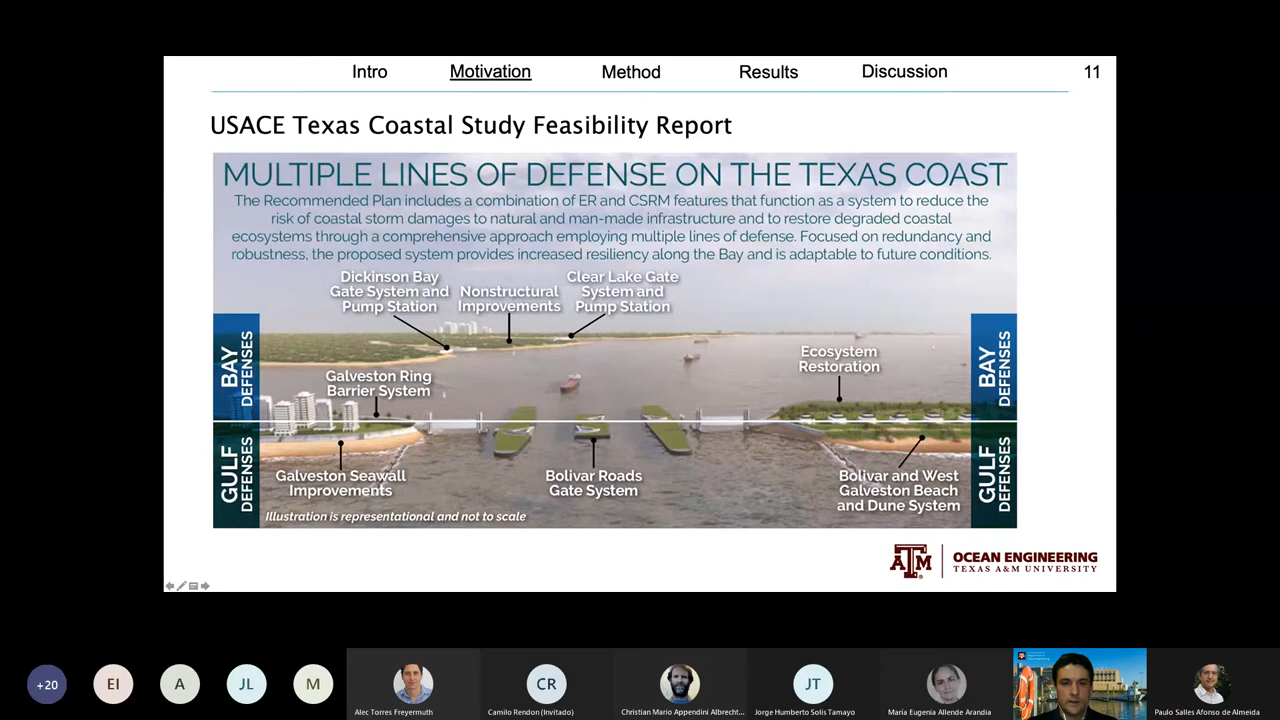 Intro Motivation Method Results Discussion 11
USACE Texas Coastal Study Feasibility Report
MULTIPLE LINES OF DEFENSE ON THE TEXAS COAST
The Recommended Plan includes a combination of ER and CSRM features that function as a system to reduce the
risk of coastal storm damages to natural and man-made infrastructure and to restore degraded coastal
ecosystems through a comprehensive approach employing multiple lines of defense. Focused on redundancy and
robustness, the proposed system provides increased resiliency along the Bay and is adaptable to future conditions.
Dickinson Bay
Gate System and
Pump Station
Nonstructural
Improvements
Clear Lake Gate
System and
Pump Station
BAY
DEFENSES
Galveston Ring
Barrier System
Ecosystem
Restoration
BAY
DEFENSES
GULF
DEFENSES
Galveston Seawall
Improvements
Bolivar Roads
Gate System
Bolivar and West
Galveston Beach
and Dune System
GULF
DEFENSES
Illustration is representational and not to scale
ATM
OCEAN ENGINEERING
TEXAS A&M UNIVERSITY
+20 EI A JL M CR JT
Alec Torres Freyermuth
Camilo Rendon (Invitado)
Christian Mario Appendini Albrecht...
Jorge Humberto Solis Tamayo
María Eugenia Allende Arandia
Paulo Salles Afonso de Almeida